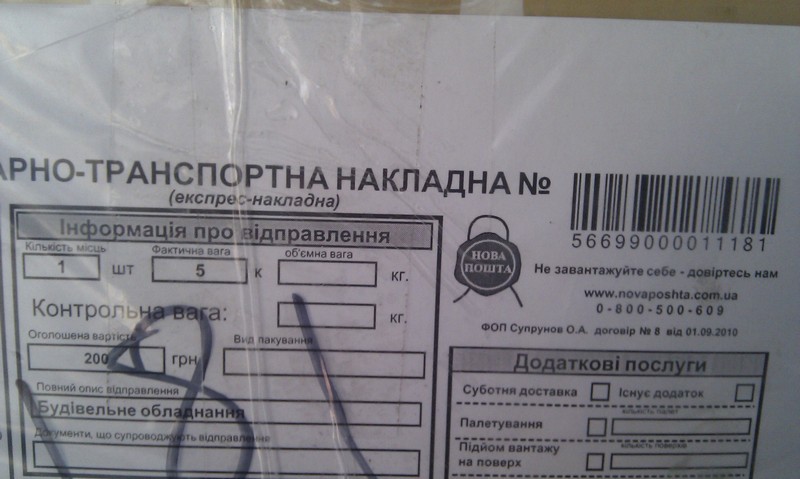 АРНО-ТРАНСПОРТНА НАКЛАДНА №
(експрес-накладна)
56699000011181
Інформація про відправлення
Кількість місць
Фактична вага
об'ємна вага
1 шт 5 к кг.
Контрольна вага: кг.
Оголошена вартість
Вид пакування
200 грн
Повний опис відправлення
Будівельне обладнання
Документи, що супроводжують відправлення
НОВА
ПОШТА
Не завантажуйте себе - довіртесь нам
www.novaposhta.com.ua
0-800-500-609
ФОП Супрунов О.А. договір № 8 від 01.09.2010
Додаткові послуги
Суботня доставка Існує додаток
Палетування
Підйом вантажу
на поверх